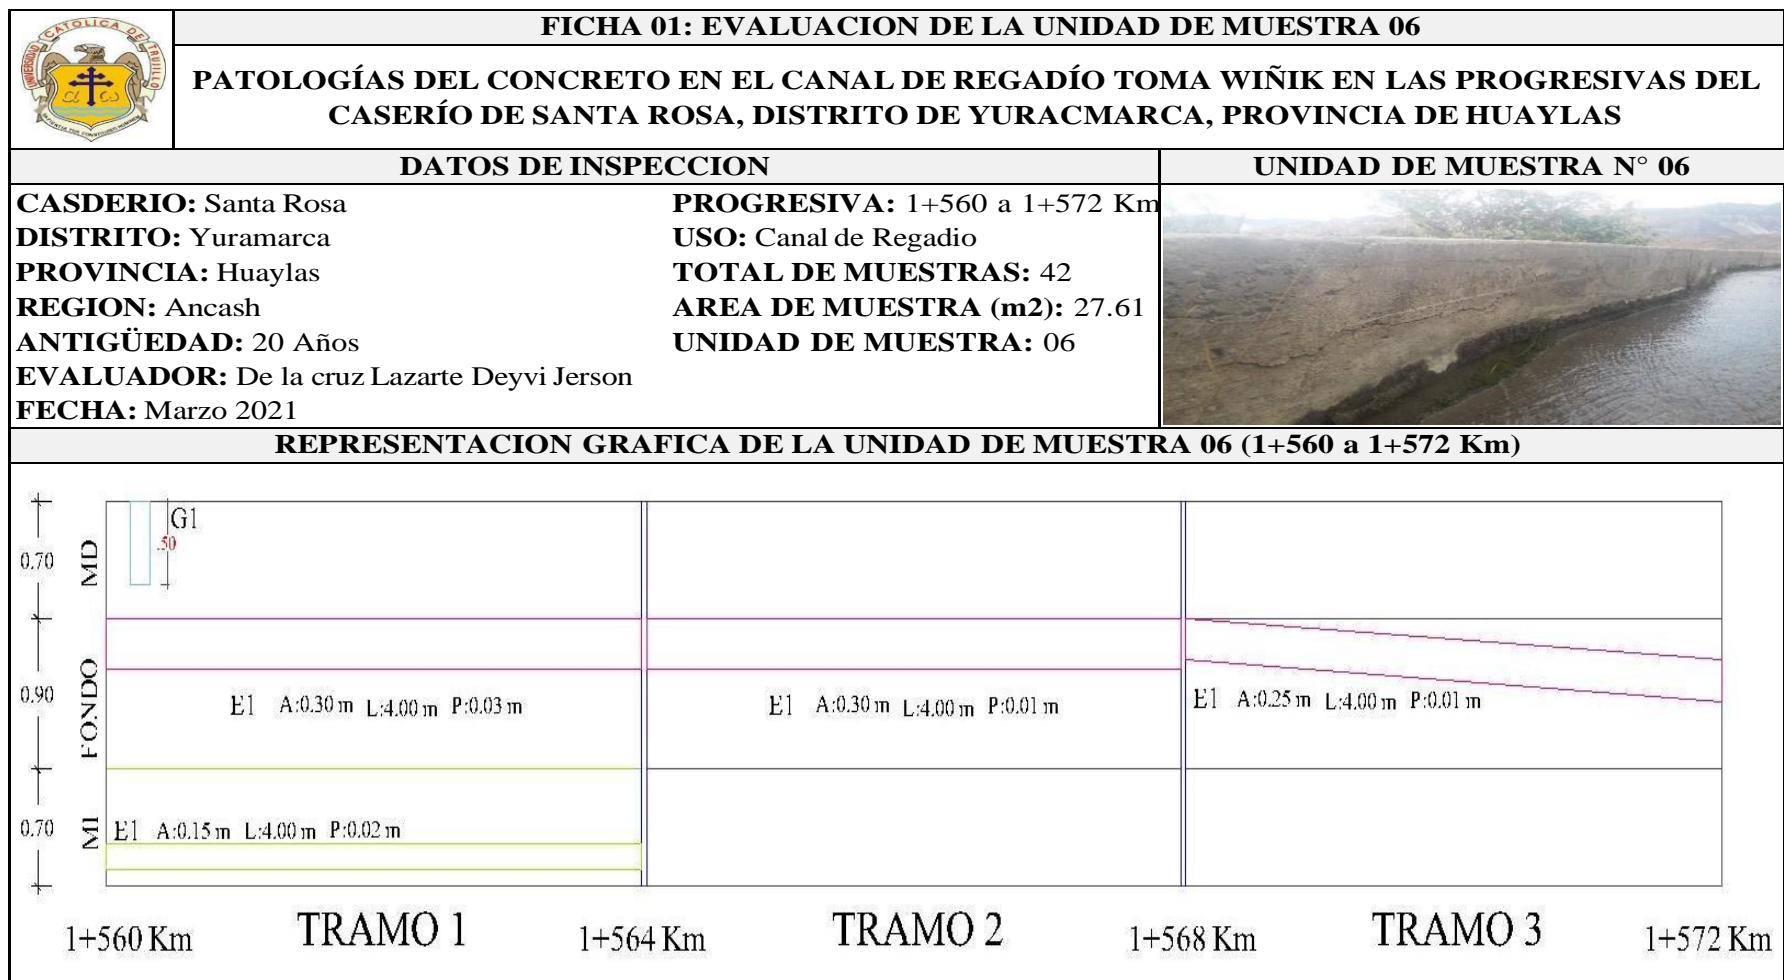 UNIVERSIDAD CATOLICA DE TRUJILLO
FICHA 01: EVALUACION DE LA UNIDAD DE MUESTRA 06
PATOLOGÍAS DEL CONCRETO EN EL CANAL DE REGADÍO TOMA WIÑIK EN LAS PROGRESIVAS DEL
CASERÍO DE SANTA ROSA, DISTRITO DE YURACMARCA, PROVINCIA DE HUAYLAS
DATOS DE INSPECCION
UNIDAD DE MUESTRA N° 06
CASDERIO: Santa Rosa
PROGRESIVA: 1+560 a 1+572 Km
DISTRITO: Yuramarca
USO: Canal de Regadio
PROVINCIA: Huaylas
TOTAL DE MUESTRAS: 42
REGION: Ancash
AREA DE MUESTRA (m2): 27.61
ANTIGÜEDAD: 20 Años
UNIDAD DE MUESTRA: 06
EVALUADOR: De la cruz Lazarte Deyvi Jerson
FECHA: Marzo 2021
REPRESENTACION GRAFICA DE LA UNIDAD DE MUESTRA 06 (1+560 a 1+572 Km)
G1
.50
0.70
MD
0.90
FONDO
E1 A:0.30 m L:4.00 m P:0.03 m
E1 A:0.30 m L:4.00 m P:0.01 m
E1 A:0.25 m L:4.00 m P:0.01 m
0.70
MI
E1 A:0.15 m L:4.00 m P:0.02 m
1+560 Km
TRAMO 1
1+564 Km
TRAMO 2
1+568 Km
TRAMO 3
1+572 Km